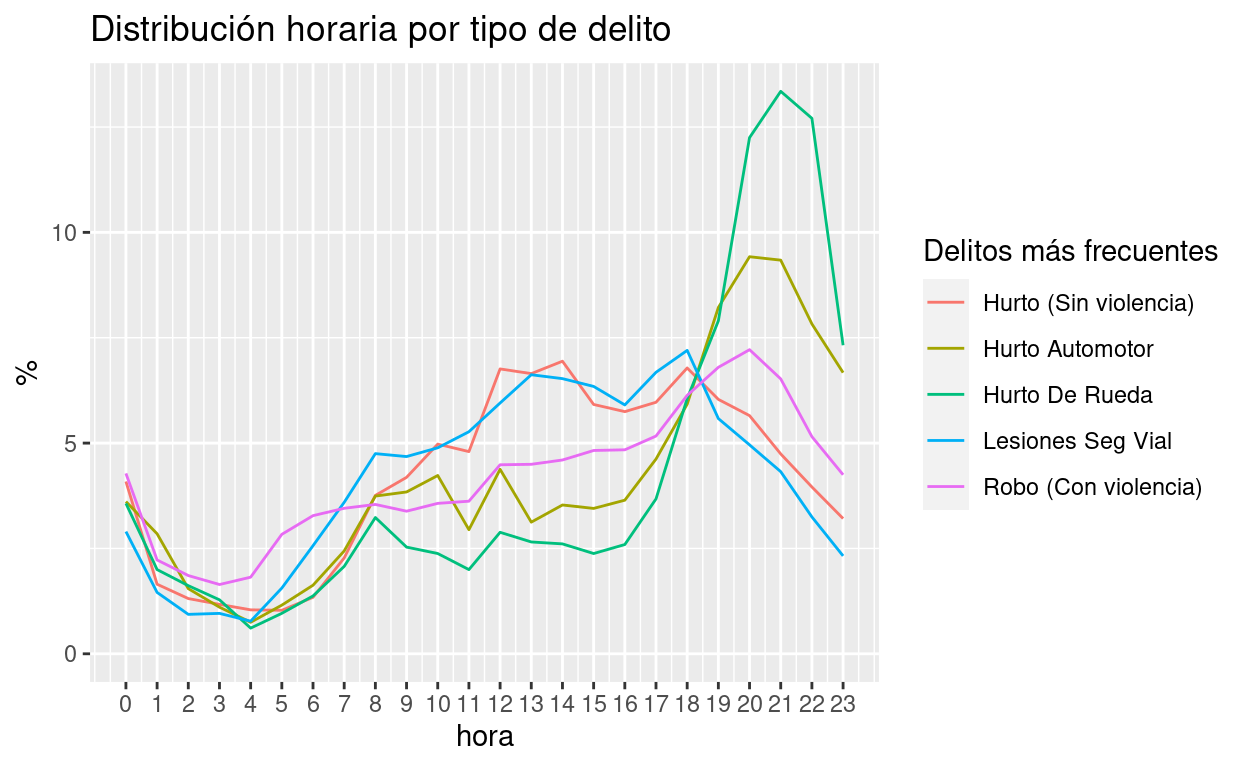 Distribución horaria por tipo de delito
10
5
0
%
0 1 2 3 4 5 6 7 8 9 10 11 12 13 14 15 16 17 18 19 20 21 22 23
hora
Delitos más frecuentes
Hurto (Sin violencia)
Hurto Automotor
Hurto De Rueda
Lesiones Seg Vial
Robo (Con violencia)